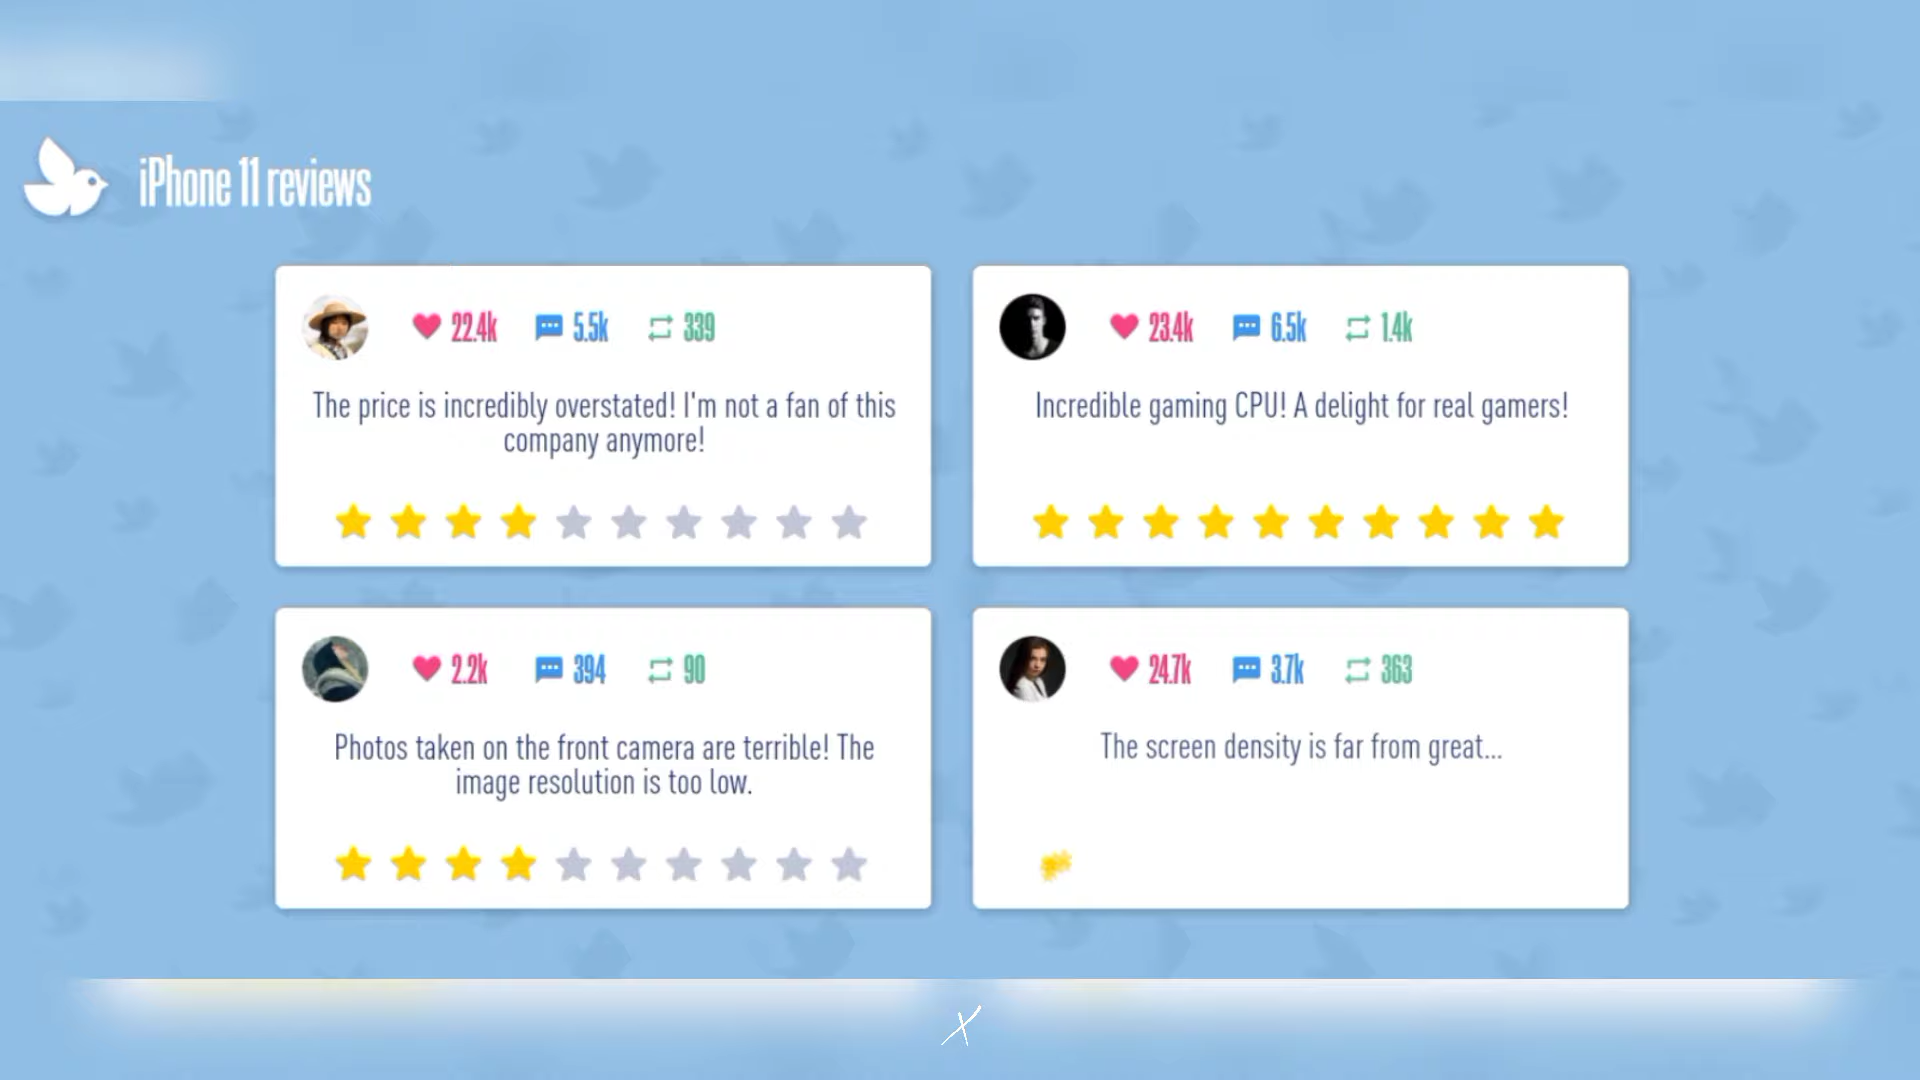 iPhone 11 reviews
22.4k 5.5k 339
The price is incredibly overstated! I'm not a fan of this
company anymore!
23.4k 6.5k 1.4k
Incredible gaming CPU! A delight for real gamers!
2.2k 394 90
Photos taken on the front camera are terrible! The
image resolution is too low.
24.7k 3.7k 363
The screen density is far from great...